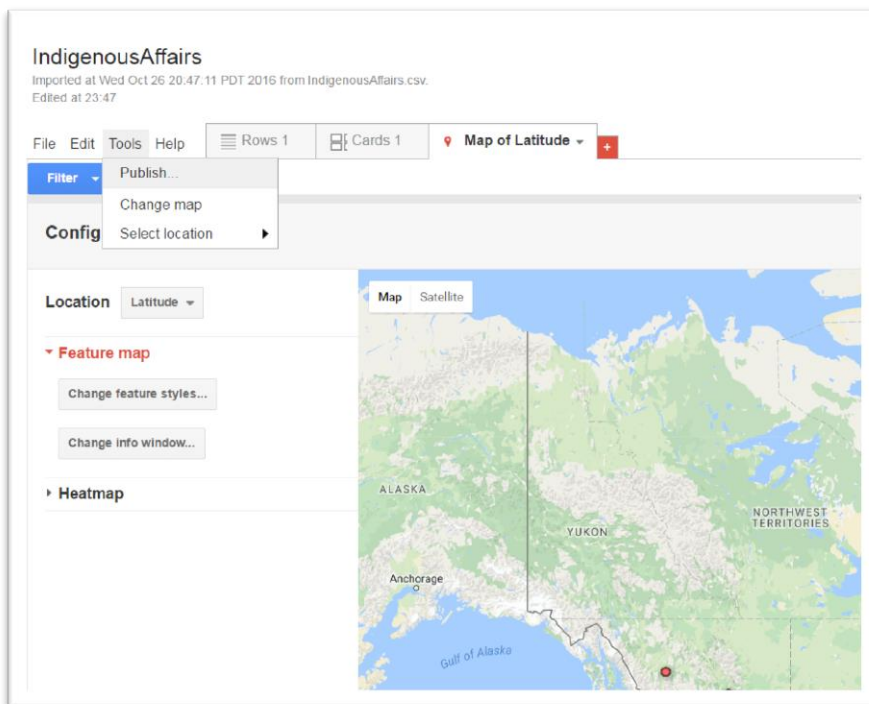 IndigenousAffairs
Imported at Wed Oct 26 20:47:11 PDT 2016 from IndigenousAffairs.csv.
Edited at 23:47
File Edit Tools Help Rows 1 Cards 1 Map of Latitude +
Filter Publish...
Change map
Config Select location
Location Latitude Map Satellite
Feature map
Change feature styles...
Change info window...
Heatmap
ALASKA
NORTHWEST
TERRITORIES
YUKON
Anchorage
Gulf of Alaska